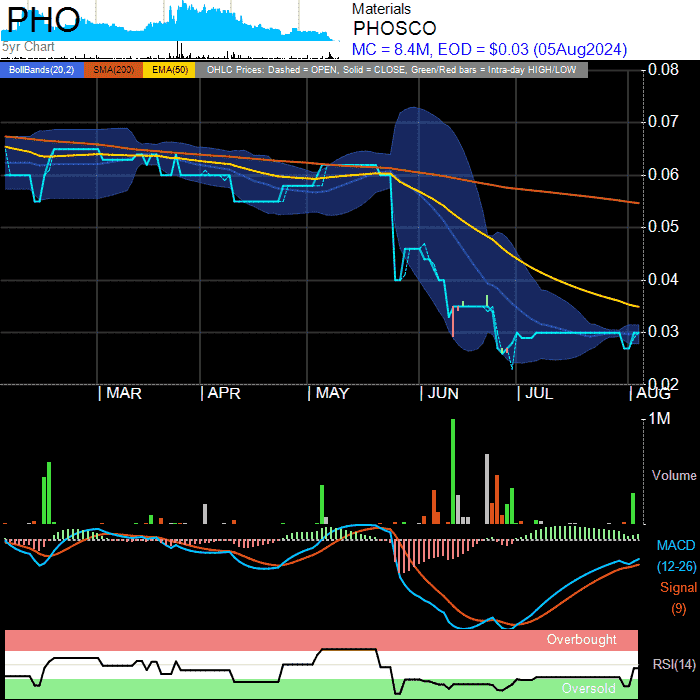 PHO
5yr Chart
Materials
PHOSCO
MC = 8.4M, EOD = $0.03 (05Aug2024)
BollBands(20,2) SMA(200) EMA(50) OHLC Prices: Dashed = OPEN, Solid = CLOSE, Green/Red bars = Intra-day HIGH/LOW
0.08
0.07
0.06
0.05
0.04
0.03
0.02
| MAR | APR | MAY | JUN | JUL | AUG
1M
Volume
MACD
(12-26)
Signal
(9)
Overbought
RSI(14)
Oversold